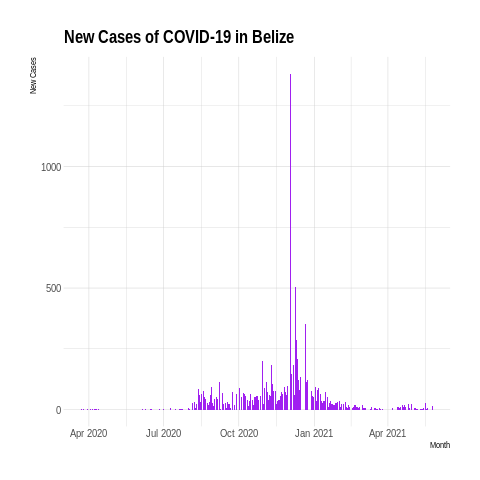 New Cases of COVID-19 in Belize
New Cases
1000
500
0
Apr 2020 Jul 2020 Oct 2020 Jan 2021 Apr 2021
Month